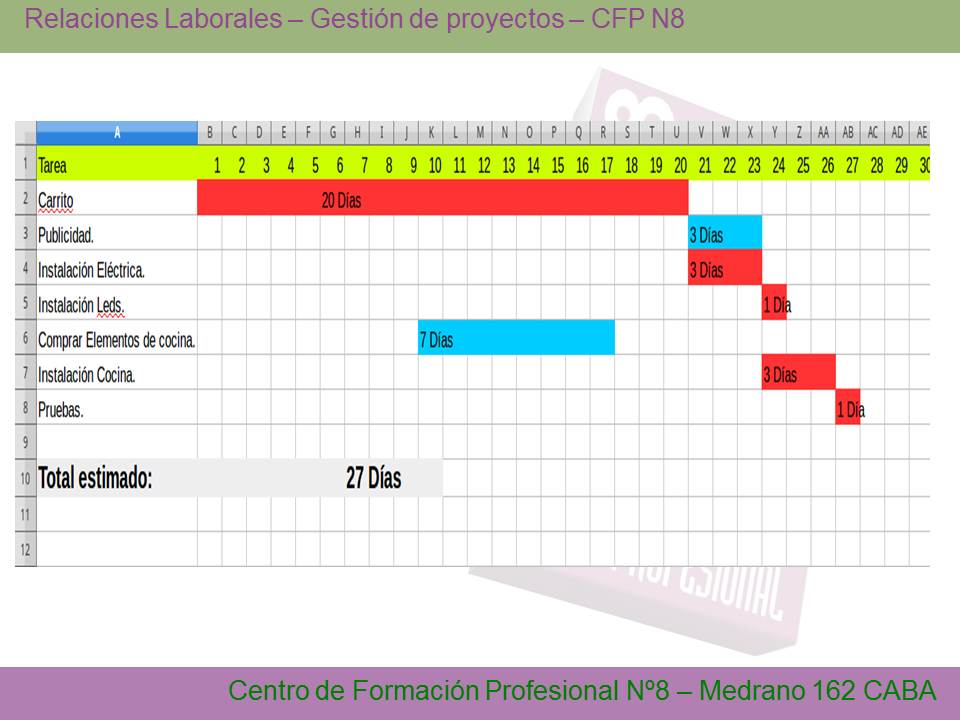 Relaciones Laborales – Gestión de proyectos – CFP N8
A B C D E F G H I J K L M N O P Q R S T U V W X Y Z AA AB AC AD AE
1 Tarea 1 2 3 4 5 6 7 8 9 10 11 12 13 14 15 16 17 18 19 20 21 22 23 24 25 26 27 28 29 30
2 Carrito 20 Días
3 Publicidad. 3 Días
4 Instalación Eléctrica. 3 Días
5 Instalación Leds. 1 Día
6 Comprar Elementos de cocina. 7 Días
7 Instalación Cocina. 3 Días
8 Pruebas. 1 Día
9
10 Total estimado: 27 Días
11
12
PROFESIONAL
Centro de Formación Profesional Nº8 – Medrano 162 CABA